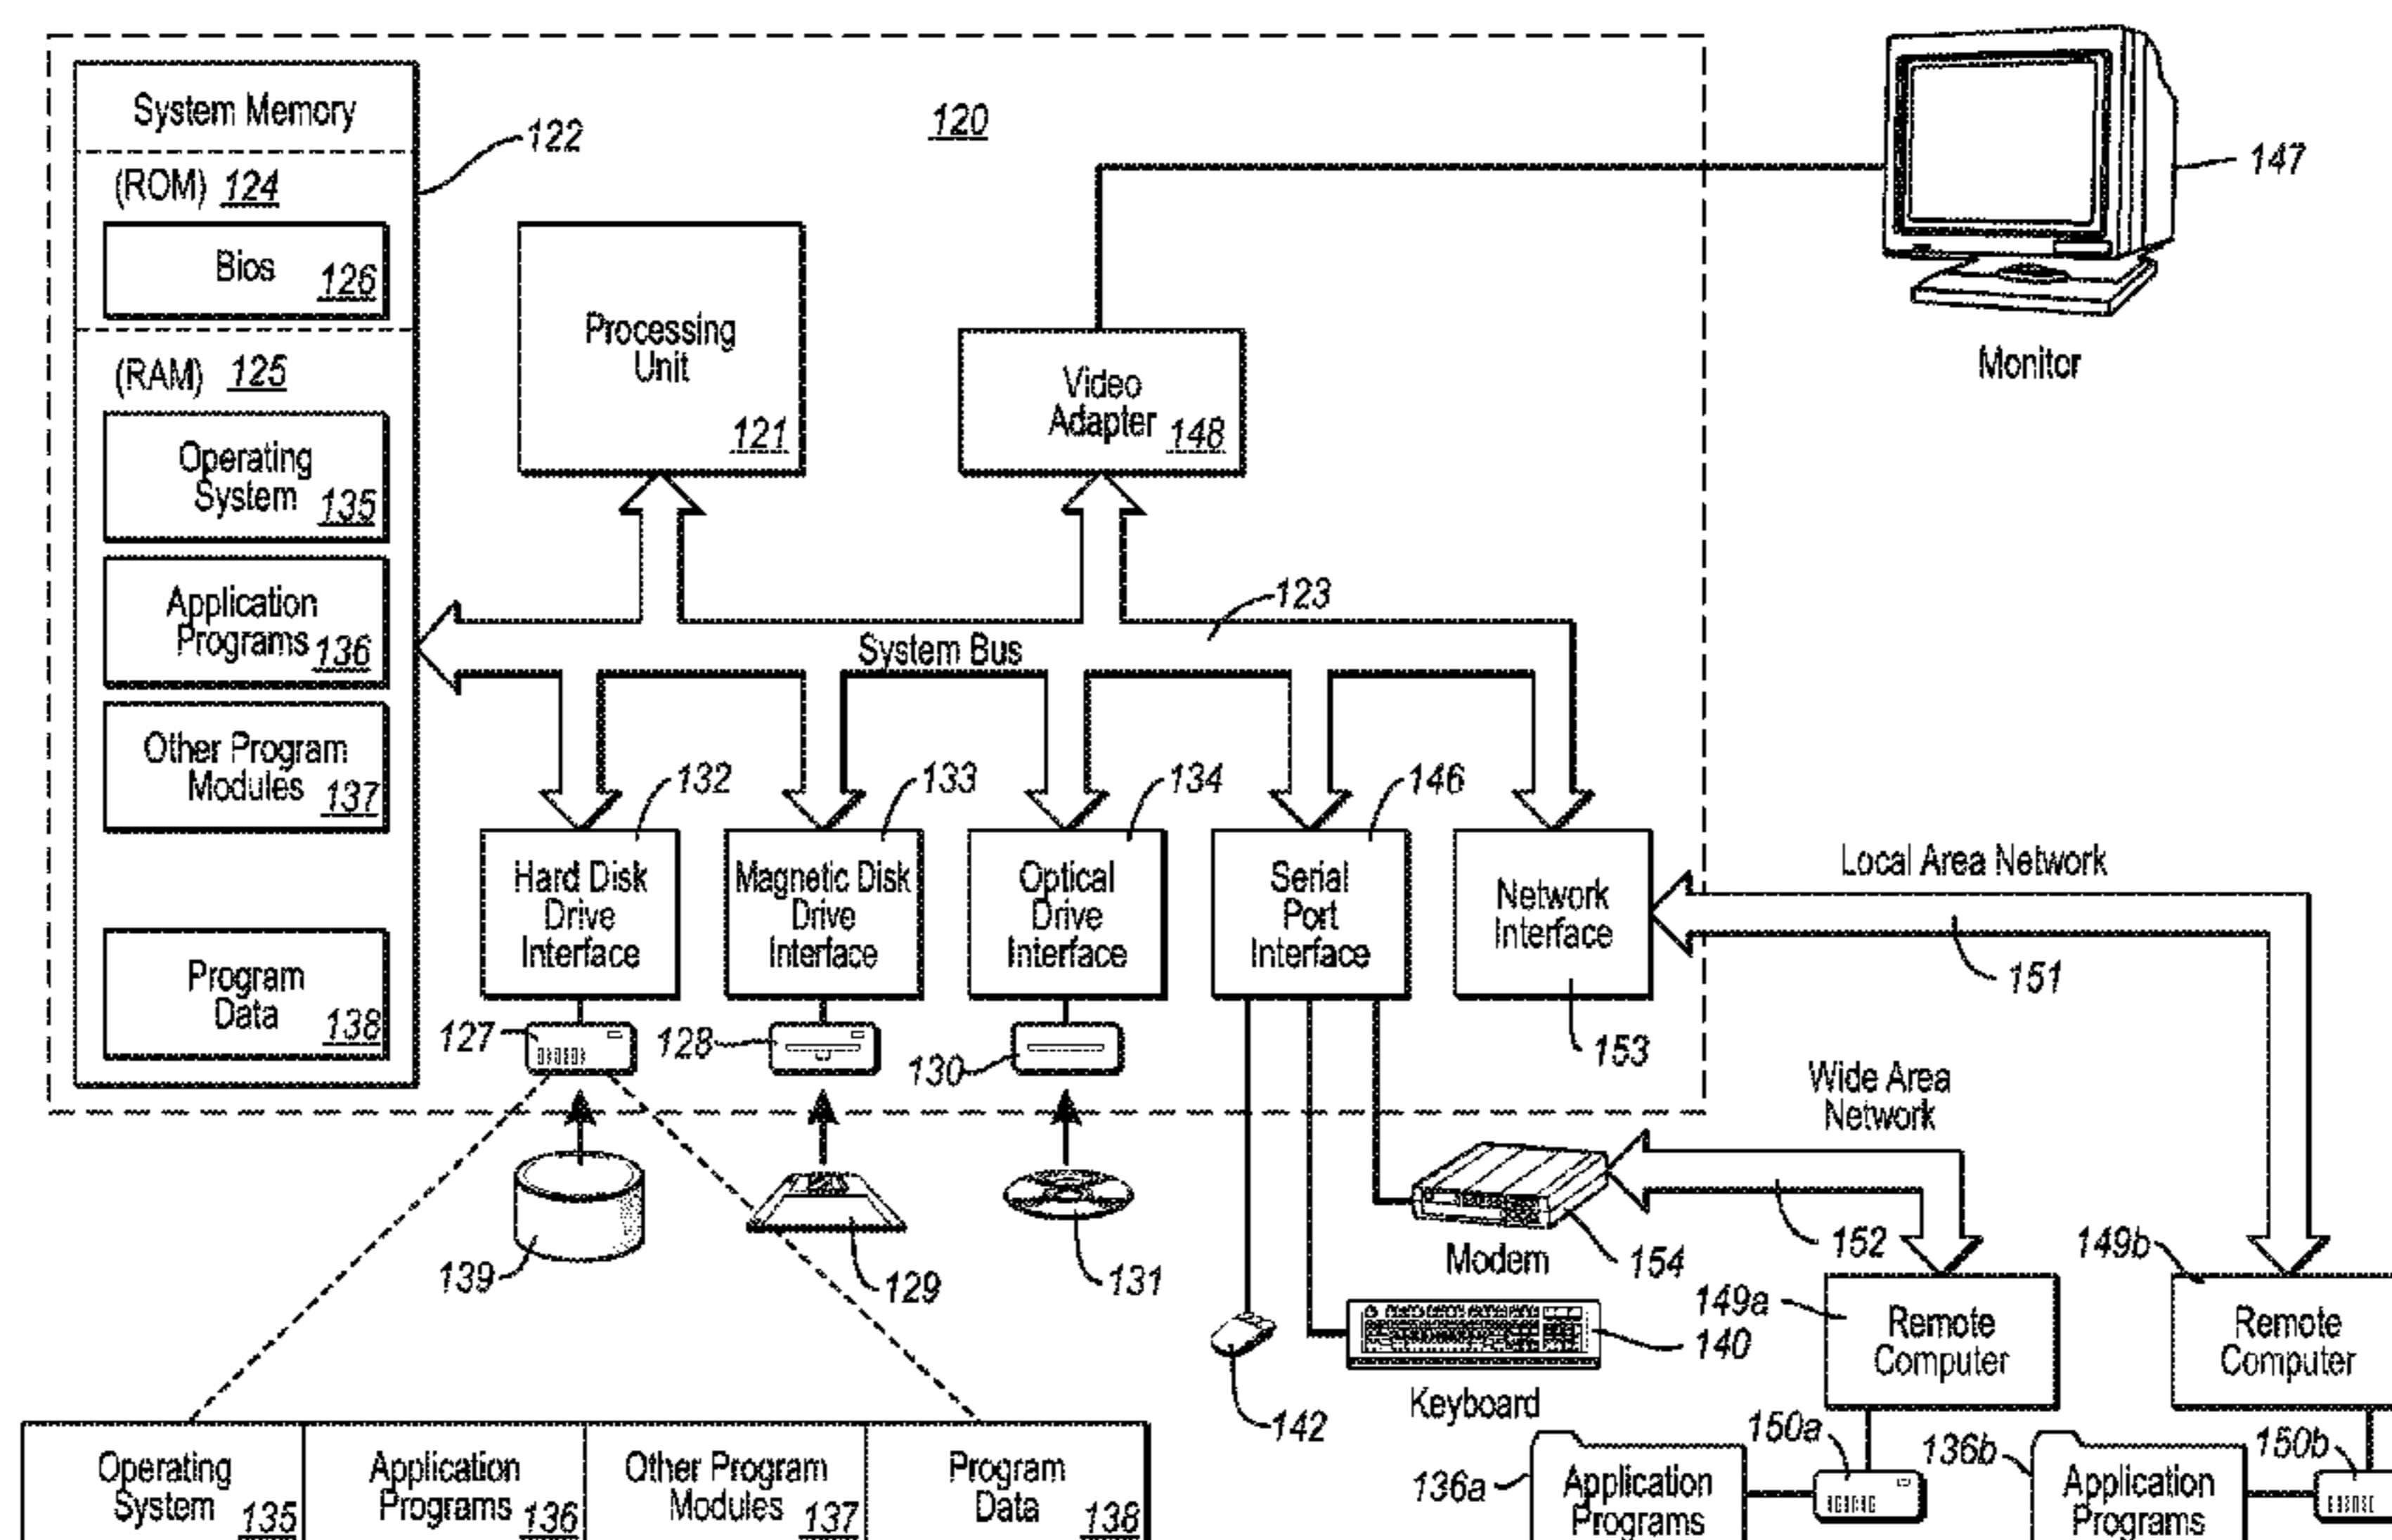 System Memory
122
120
147
(ROM) 124
Bios
126
Processing
Unit
121
Video
Adapter 148
Monitor
(RAM) 125
Operating
System
135
Application
Programs
136
123
System Bus
Other Program
Modules
137
132
133
134
146
Hard Disk
Drive
Interface
Magnetic Disk
Drive
Interface
Optical
Drive
Interface
Serial
Port
Interface
Network
Interface
Local Area Network
151
Program
Data
138
127
128
130
153
Wide Area
Network
139
129
131
Modem
154
152
149b
149a
Remote
Computer
Remote
Computer
142
140
Keyboard
Operating
System
135
Application
Programs
136
Other Program
Modules
137
Program
Data
138
136a
Application
Programs
150a
136b
Application
Programs
150b